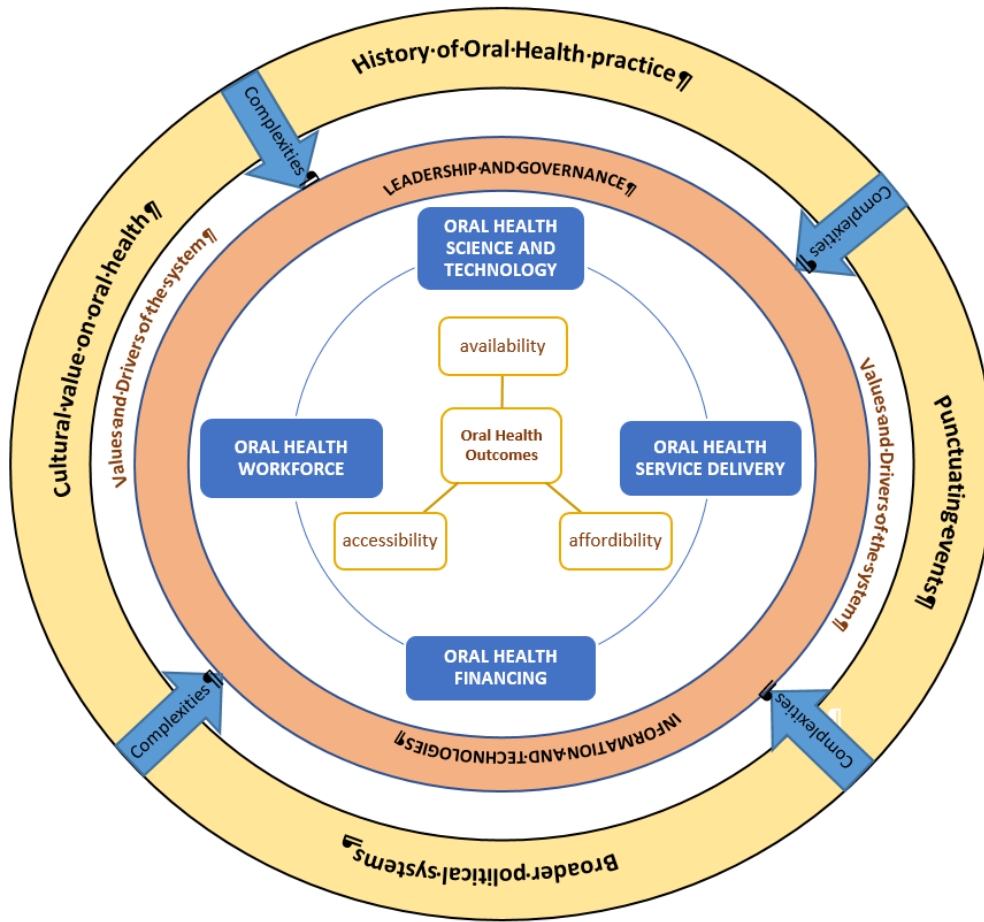 History·of·Oral·Health·practice¶
Complexities¶
Complexities¶
Cultural·value·on·oral·health¶
Values·and·Drivers·of·the·system¶
LEADERSHIP·AND·GOVERNANCE¶
ORAL HEALTH
SCIENCE AND
TECHNOLOGY
availability
ORAL HEALTH
WORKFORCE
Oral Health
Outcomes
ORAL HEALTH
SERVICE DELIVERY
Values·and·Drivers·of·the·system¶
Punctuating·events¶
accessibility
affordibility
ORAL HEALTH
FINANCING
INFORMATION·AND·TECHNOLOGIES¶
Complexities¶
Complexities¶
Broader·political·systems¶